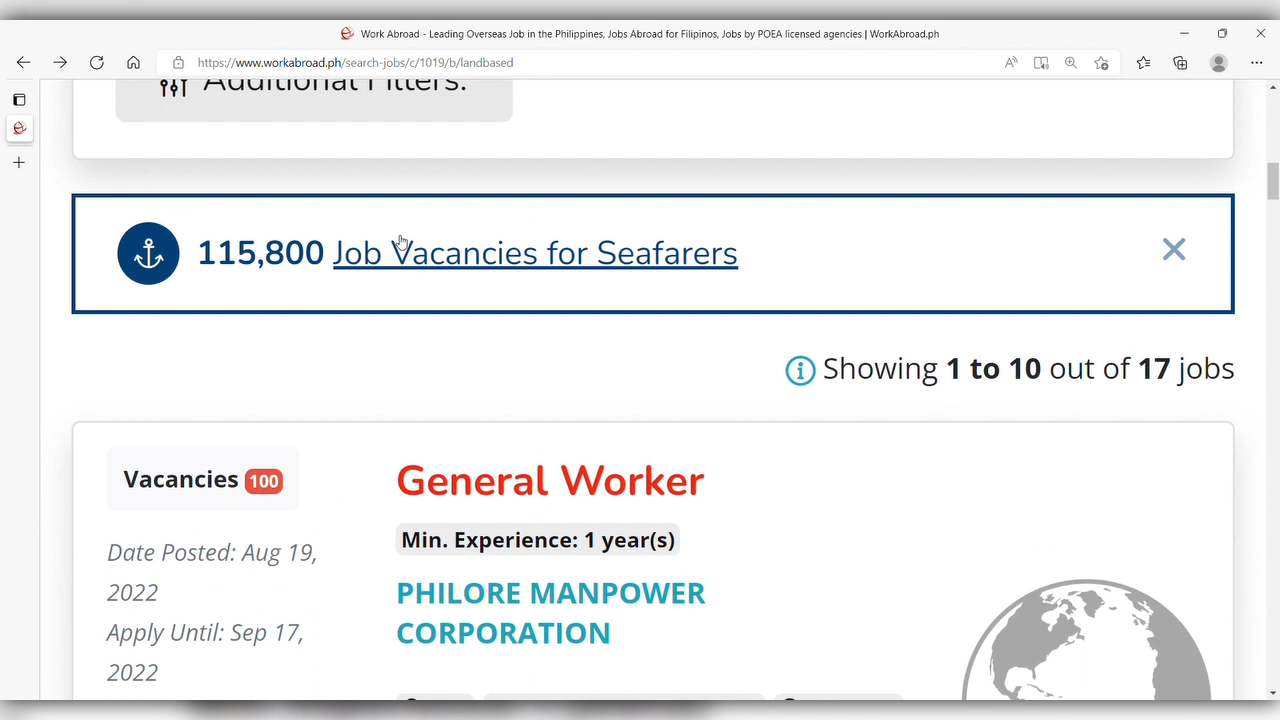 Work Abroad - Leading Overseas Job in the Philippines, Jobs Abroad for Filipinos, Jobs by POEA licensed agencies | WorkAbroad.ph
https://www.workabroad.ph/search-jobs/c/1019/b/landbased
Additional Filters:
115,800 Job Vacancies for Seafarers
Showing 1 to 10 out of 17 jobs
Vacancies 100
General Worker
Min. Experience: 1 year(s)
Date Posted: Aug 19,
2022
Apply Until: Sep 17,
2022
PHILORE MANPOWER
CORPORATION